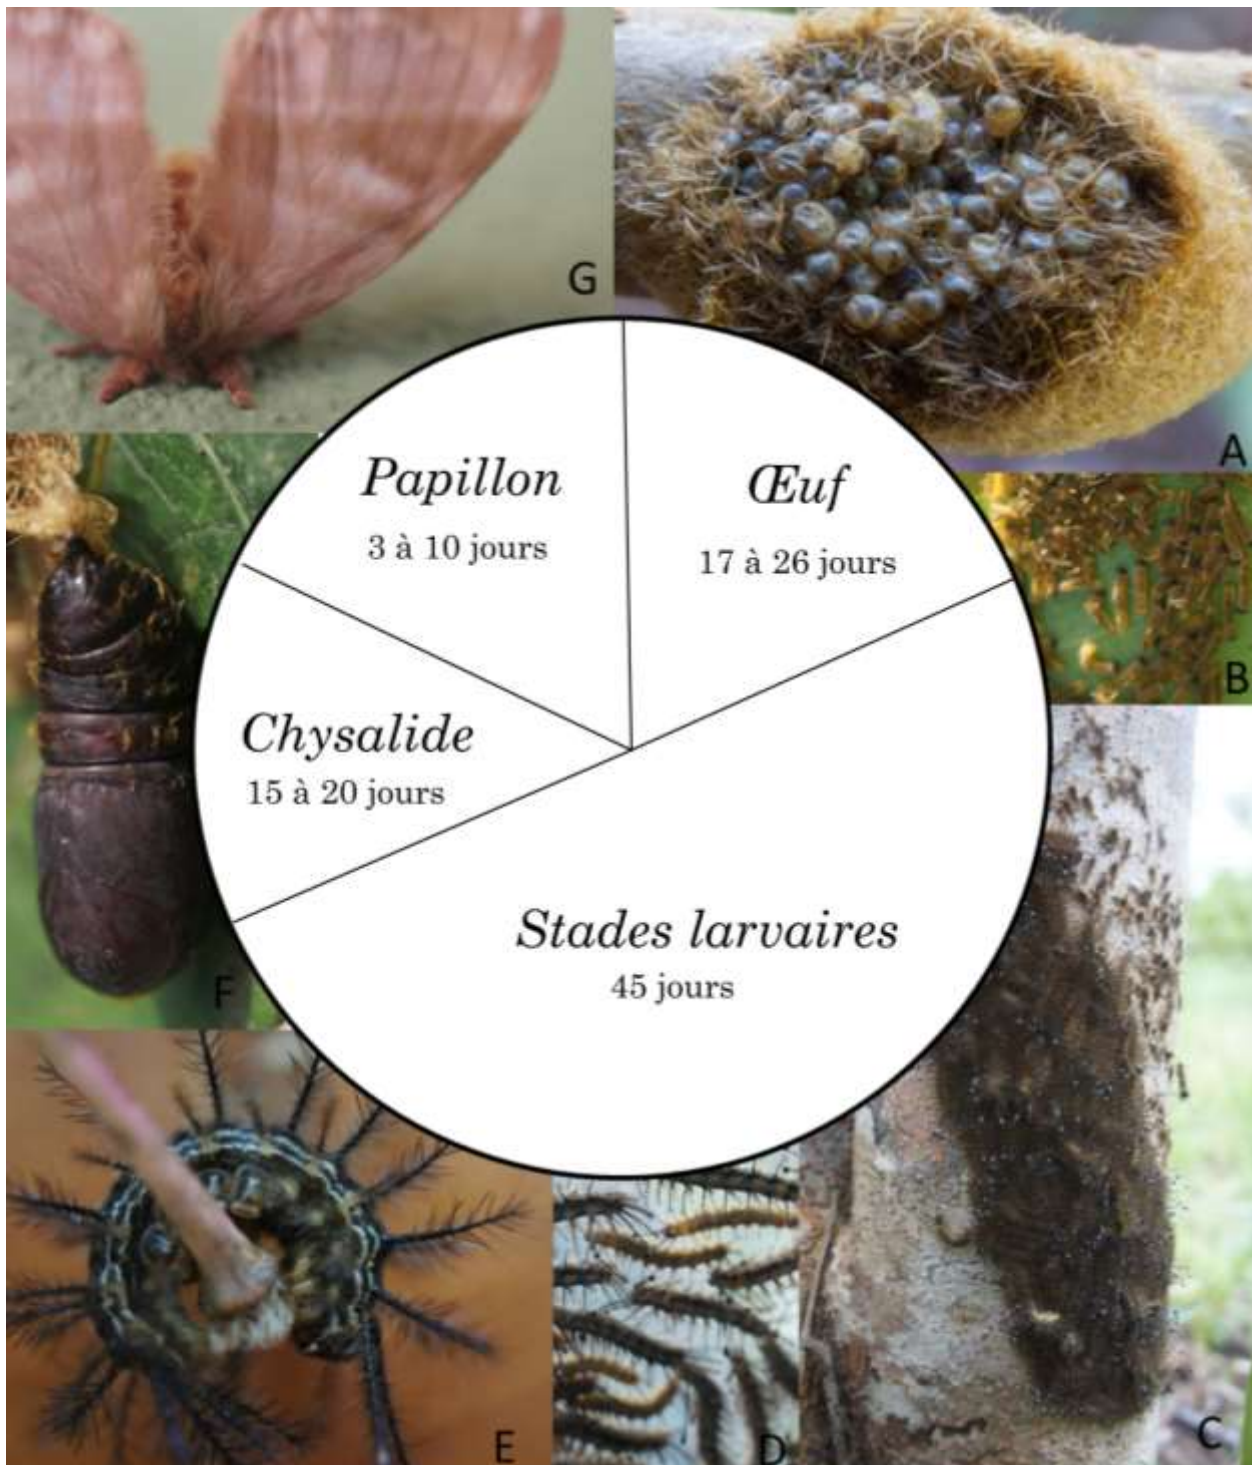 G
A
Papillon
3 à 10 jours
Œuf
17 à 26 jours
B
Chysalide
15 à 20 jours
Stades larvaires
45 jours
F
E
D
C